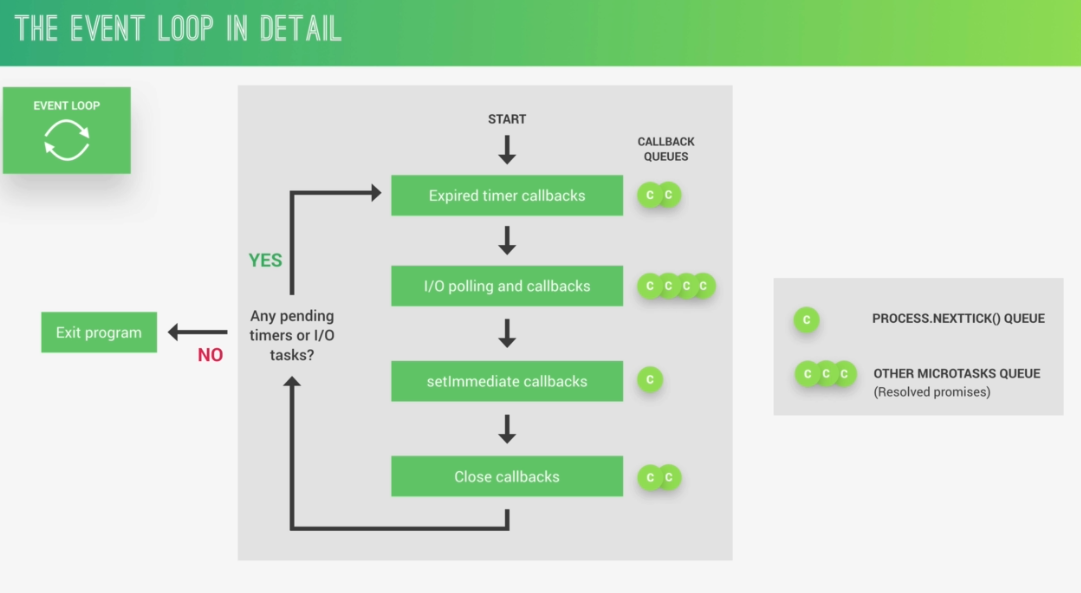 THE EVENT LOOP IN DETAIL
EVENT LOOP
START
CALLBACK
QUEUES
Expired timer callbacks
C C
YES
I/O polling and callbacks
C C C C
Any pending
timers or I/O
tasks?
Exit program
NO
setImmediate callbacks
C
Close callbacks
C C
C
PROCESS.NEXTTICK() QUEUE
C C C
OTHER MICROTASKS QUEUE
(Resolved promises)